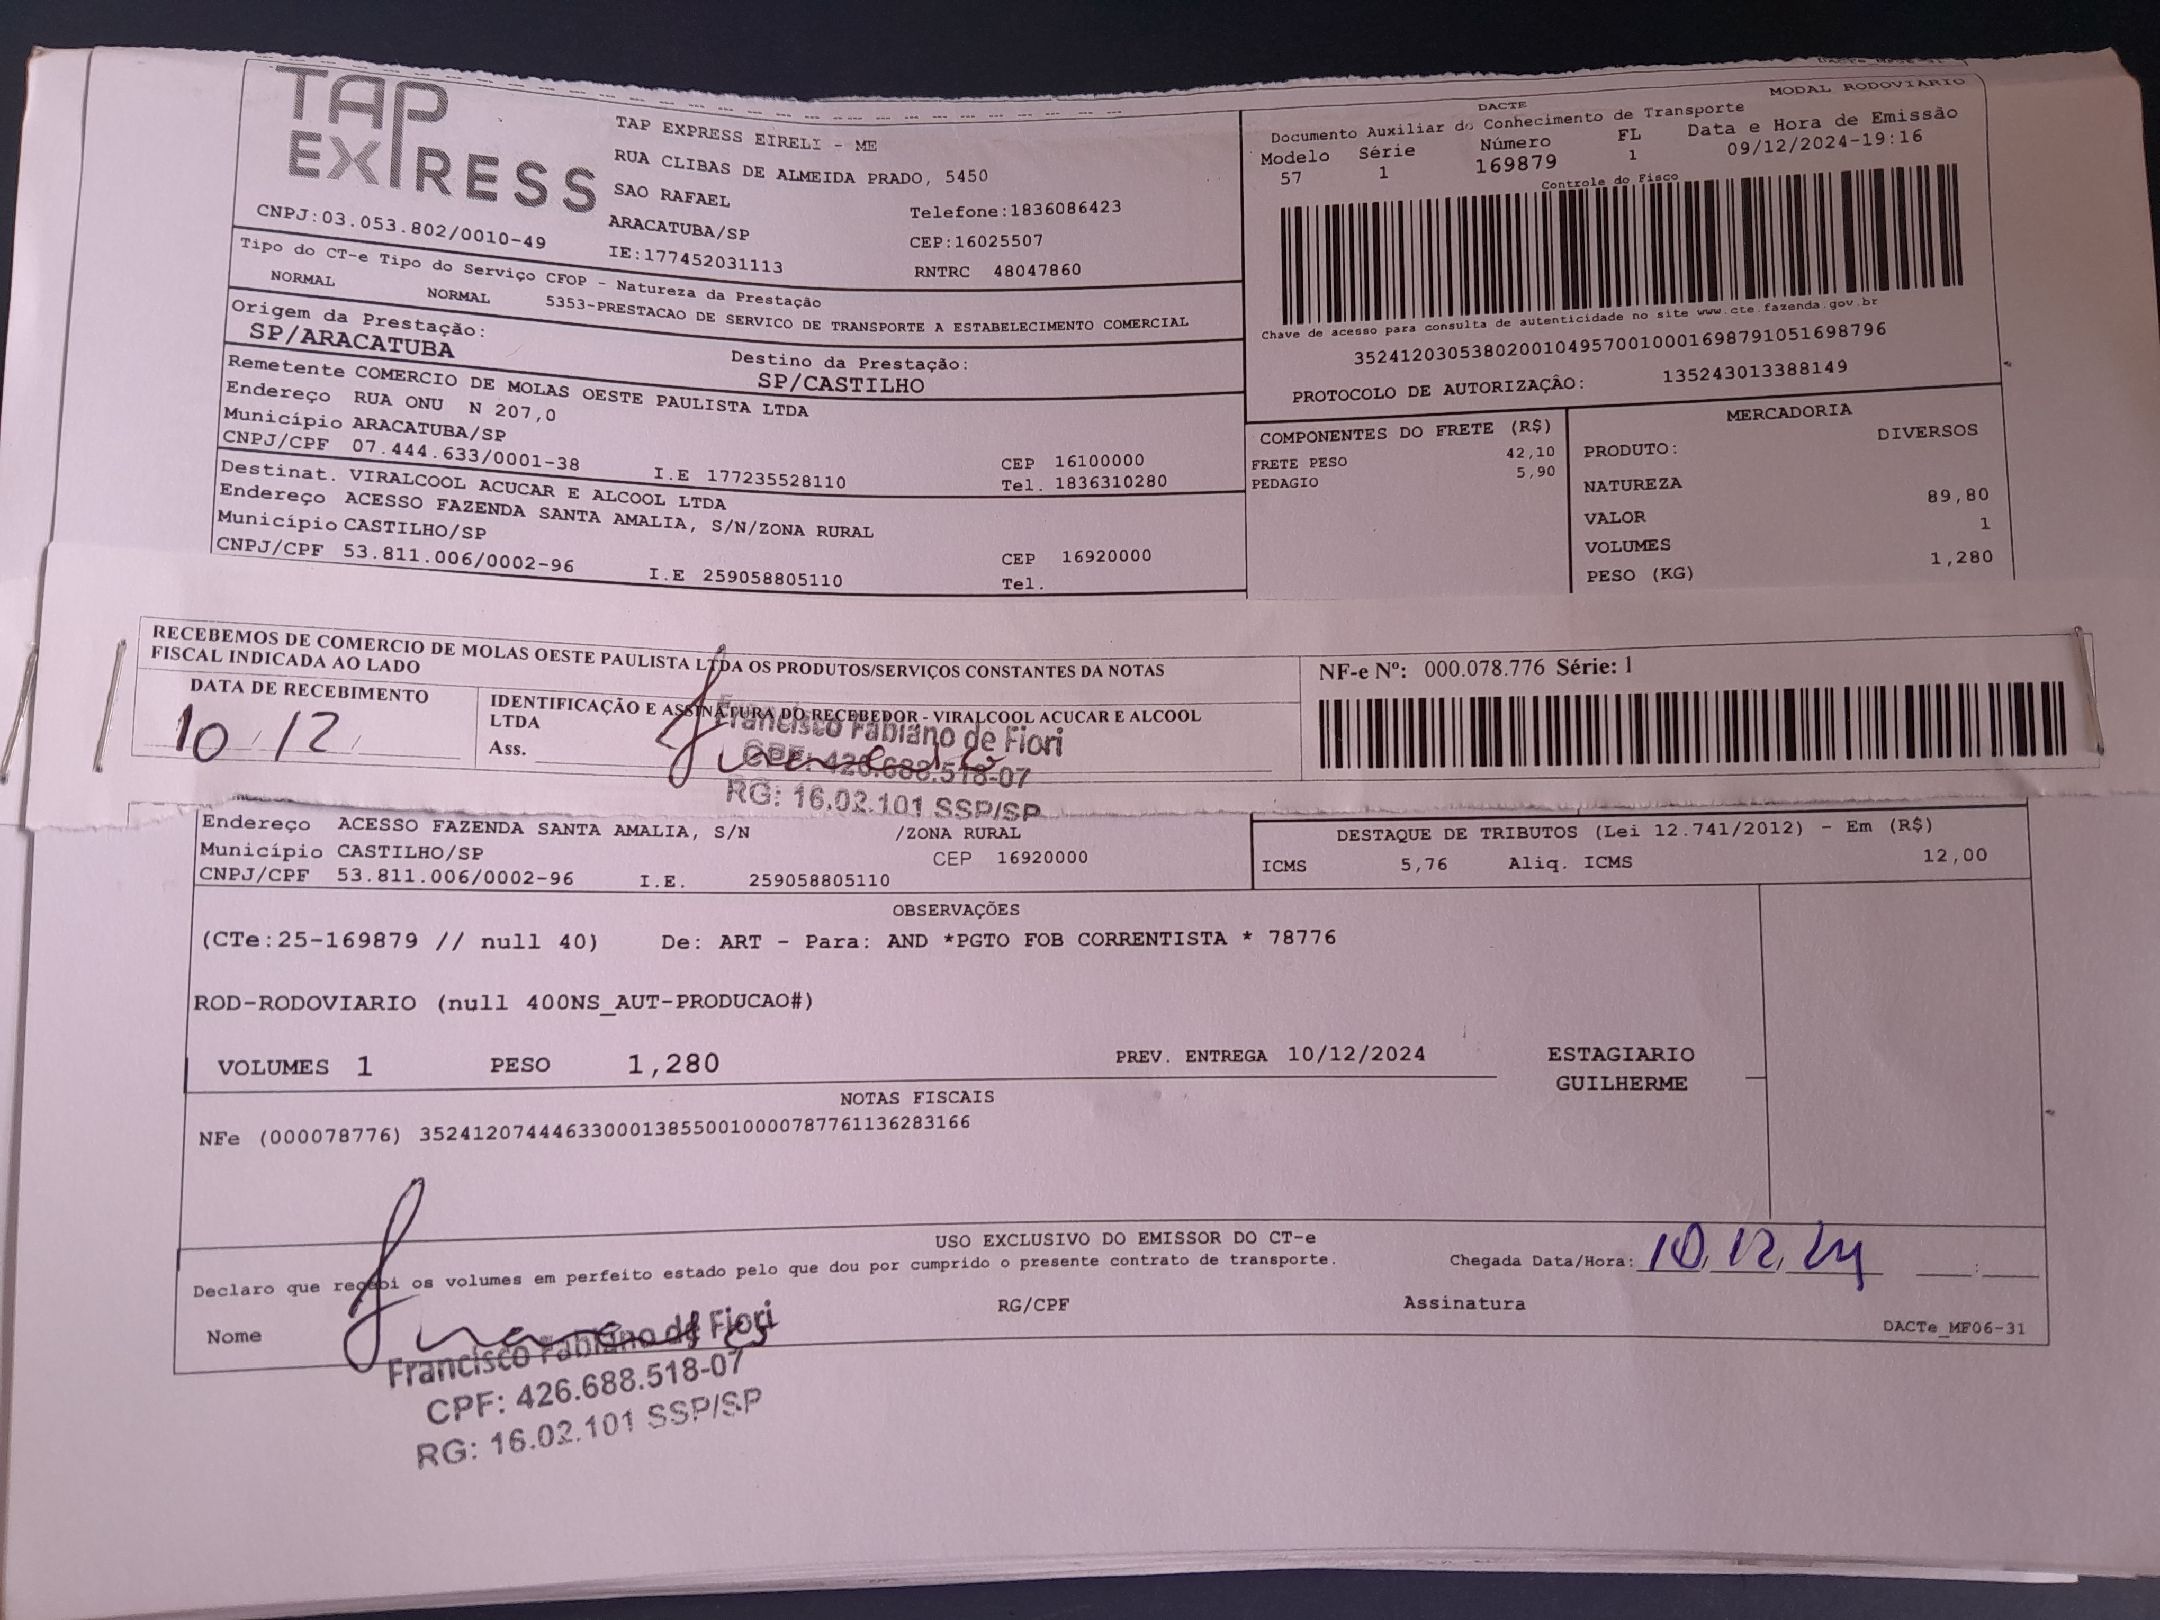 TAP
EXPRESS
CNPJ:03.053.802/0010-49
TAP EXPRESS EIRELI - ME
RUA CLIBAS DE ALMEIDA PRADO, 5450
SAO RAFAEL
ARACATUBA/SP
IE:177452031113
Telefone:1836086423
CEP:16025507
RNTRC 48047860
MODAL RODOVIARIO
DACTE
Documento Auxiliar do Conhecimento de Transporte
Modelo Série Número FL Data e Hora de Emissão
57 1 169879 1 09/12/2024-19:16
Controle do Fisco
Chave de acesso para consulta de autenticidade no site www.cte.fazenda.gov.br
35241203053802001049570010001698791051698796
PROTOCOLO DE AUTORIZAÇÂO: 135243013388149
Tipo do CT-e Tipo do Serviço CFOP - Natureza da Prestação
NORMAL NORMAL 5353-PRESTACAO DE SERVICO DE TRANSPORTE A ESTABELECIMENTO COMERCIAL
Origem da Prestação:
SP/ARACATUBA
Destino da Prestação:
SP/CASTILHO
Remetente COMERCIO DE MOLAS OESTE PAULISTA LTDA
Endereço RUA ONU N 207,0
Município ARACATUBA/SP CEP 16100000
CNPJ/CPF 07.444.633/0001-38 I.E 177235528110 Tel. 1836310280
Destinat. VIRALCOOL ACUCAR E ALCOOL LTDA
Endereço ACESSO FAZENDA SANTA AMALIA, S/N/ZONA RURAL
Município CASTILHO/SP CEP 16920000
CNPJ/CPF 53.811.006/0002-96 I.E 259058805110 Tel.
COMPONENTES DO FRETE (R$)
FRETE PESO 42,10
PEDAGIO 5,90
MERCADORIA
PRODUTO: DIVERSOS
NATUREZA
VALOR 89,80
VOLUMES 1
PESO (KG) 1,280
RECEBEMOS DE COMERCIO DE MOLAS OESTE PAULISTA LTDA OS PRODUTOS/SERVIÇOS CONSTANTES DA NOTAS
FISCAL INDICADA AO LADO
DATA DE RECEBIMENTO
10/12/
IDENTIFICAÇÃO E ASSINATURA DO RECEBEDOR - VIRALCOOL ACUCAR E ALCOOL
LTDA
Ass.
Francisco Fabiano de Fiori
CPF: 426.688.518-07
RG: 16.02.101 SSP/SP
NF-e Nº: 000.078.776 Série: 1
Endereço ACESSO FAZENDA SANTA AMALIA, S/N /ZONA RURAL
Município CASTILHO/SP CEP 16920000
CNPJ/CPF 53.811.006/0002-96 I.E. 259058805110
DESTAQUE DE TRIBUTOS (Lei 12.741/2012) - Em (R$)
ICMS 5,76 Aliq. ICMS 12,00
OBSERVAÇÕES
(CTe:25-169879 // null 40) De: ART - Para: AND *PGTO FOB CORRENTISTA * 78776
ROD-RODOVIARIO (null 400NS_AUT-PRODUCAO#)
VOLUMES 1 PESO 1,280 PREV. ENTREGA 10/12/2024
ESTAGIARIO
GUILHERME
NOTAS FISCAIS
NFe (000078776) 35241207444633000138550010000787761136283166
USO EXCLUSIVO DO EMISSOR DO CT-e
Declaro que recebi os volumes em perfeito estado pelo que dou por cumprido o presente contrato de transporte.
Chegada Data/Hora: 10/12/24 :
Nome RG/CPF Assinatura
Francisco Fabiano de Fiori
CPF: 426.688.518-07
RG: 16.02.101 SSP/SP
DACTe_MF06-31